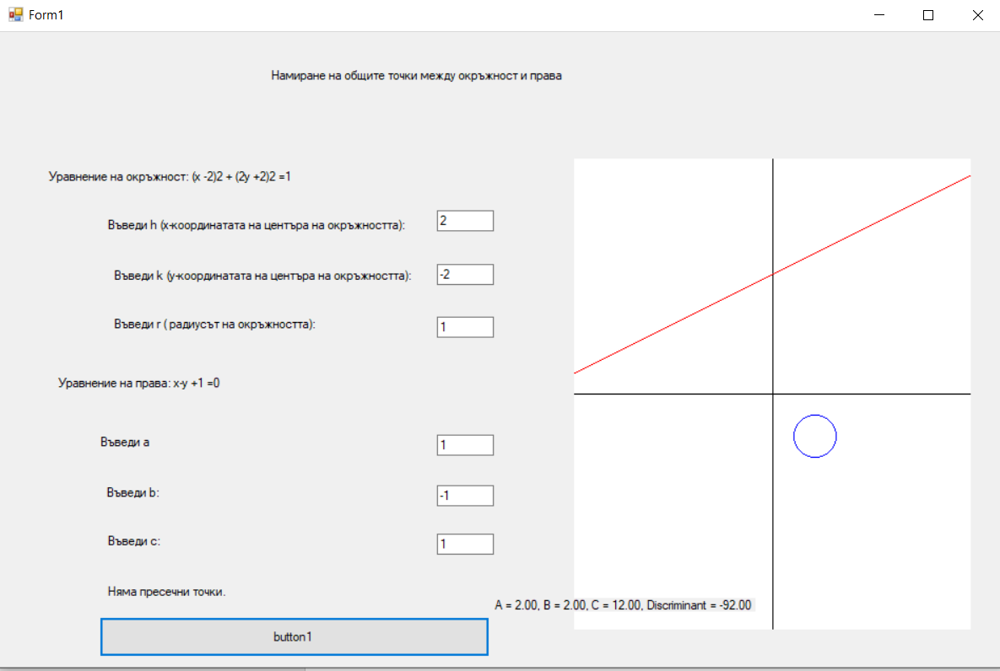 Form1
Намиране на общите точки между окръжност и права
Уравнение на окръжност: (x -2)2 + (2y +2)2 =1
Въведи h (x-координатата на центъра на окръжността):
2
Въведи k (y-координатата на центъра на окръжността):
-2
Въведи r ( радиусът на окръжността):
1
Уравнение на права: x-y +1 =0
Въведи a
1
Въведи b:
-1
Въведи c:
1
Няма пресечни точки.
A = 2.00, B = 2.00, C = 12.00, Discriminant = -92.00
button1